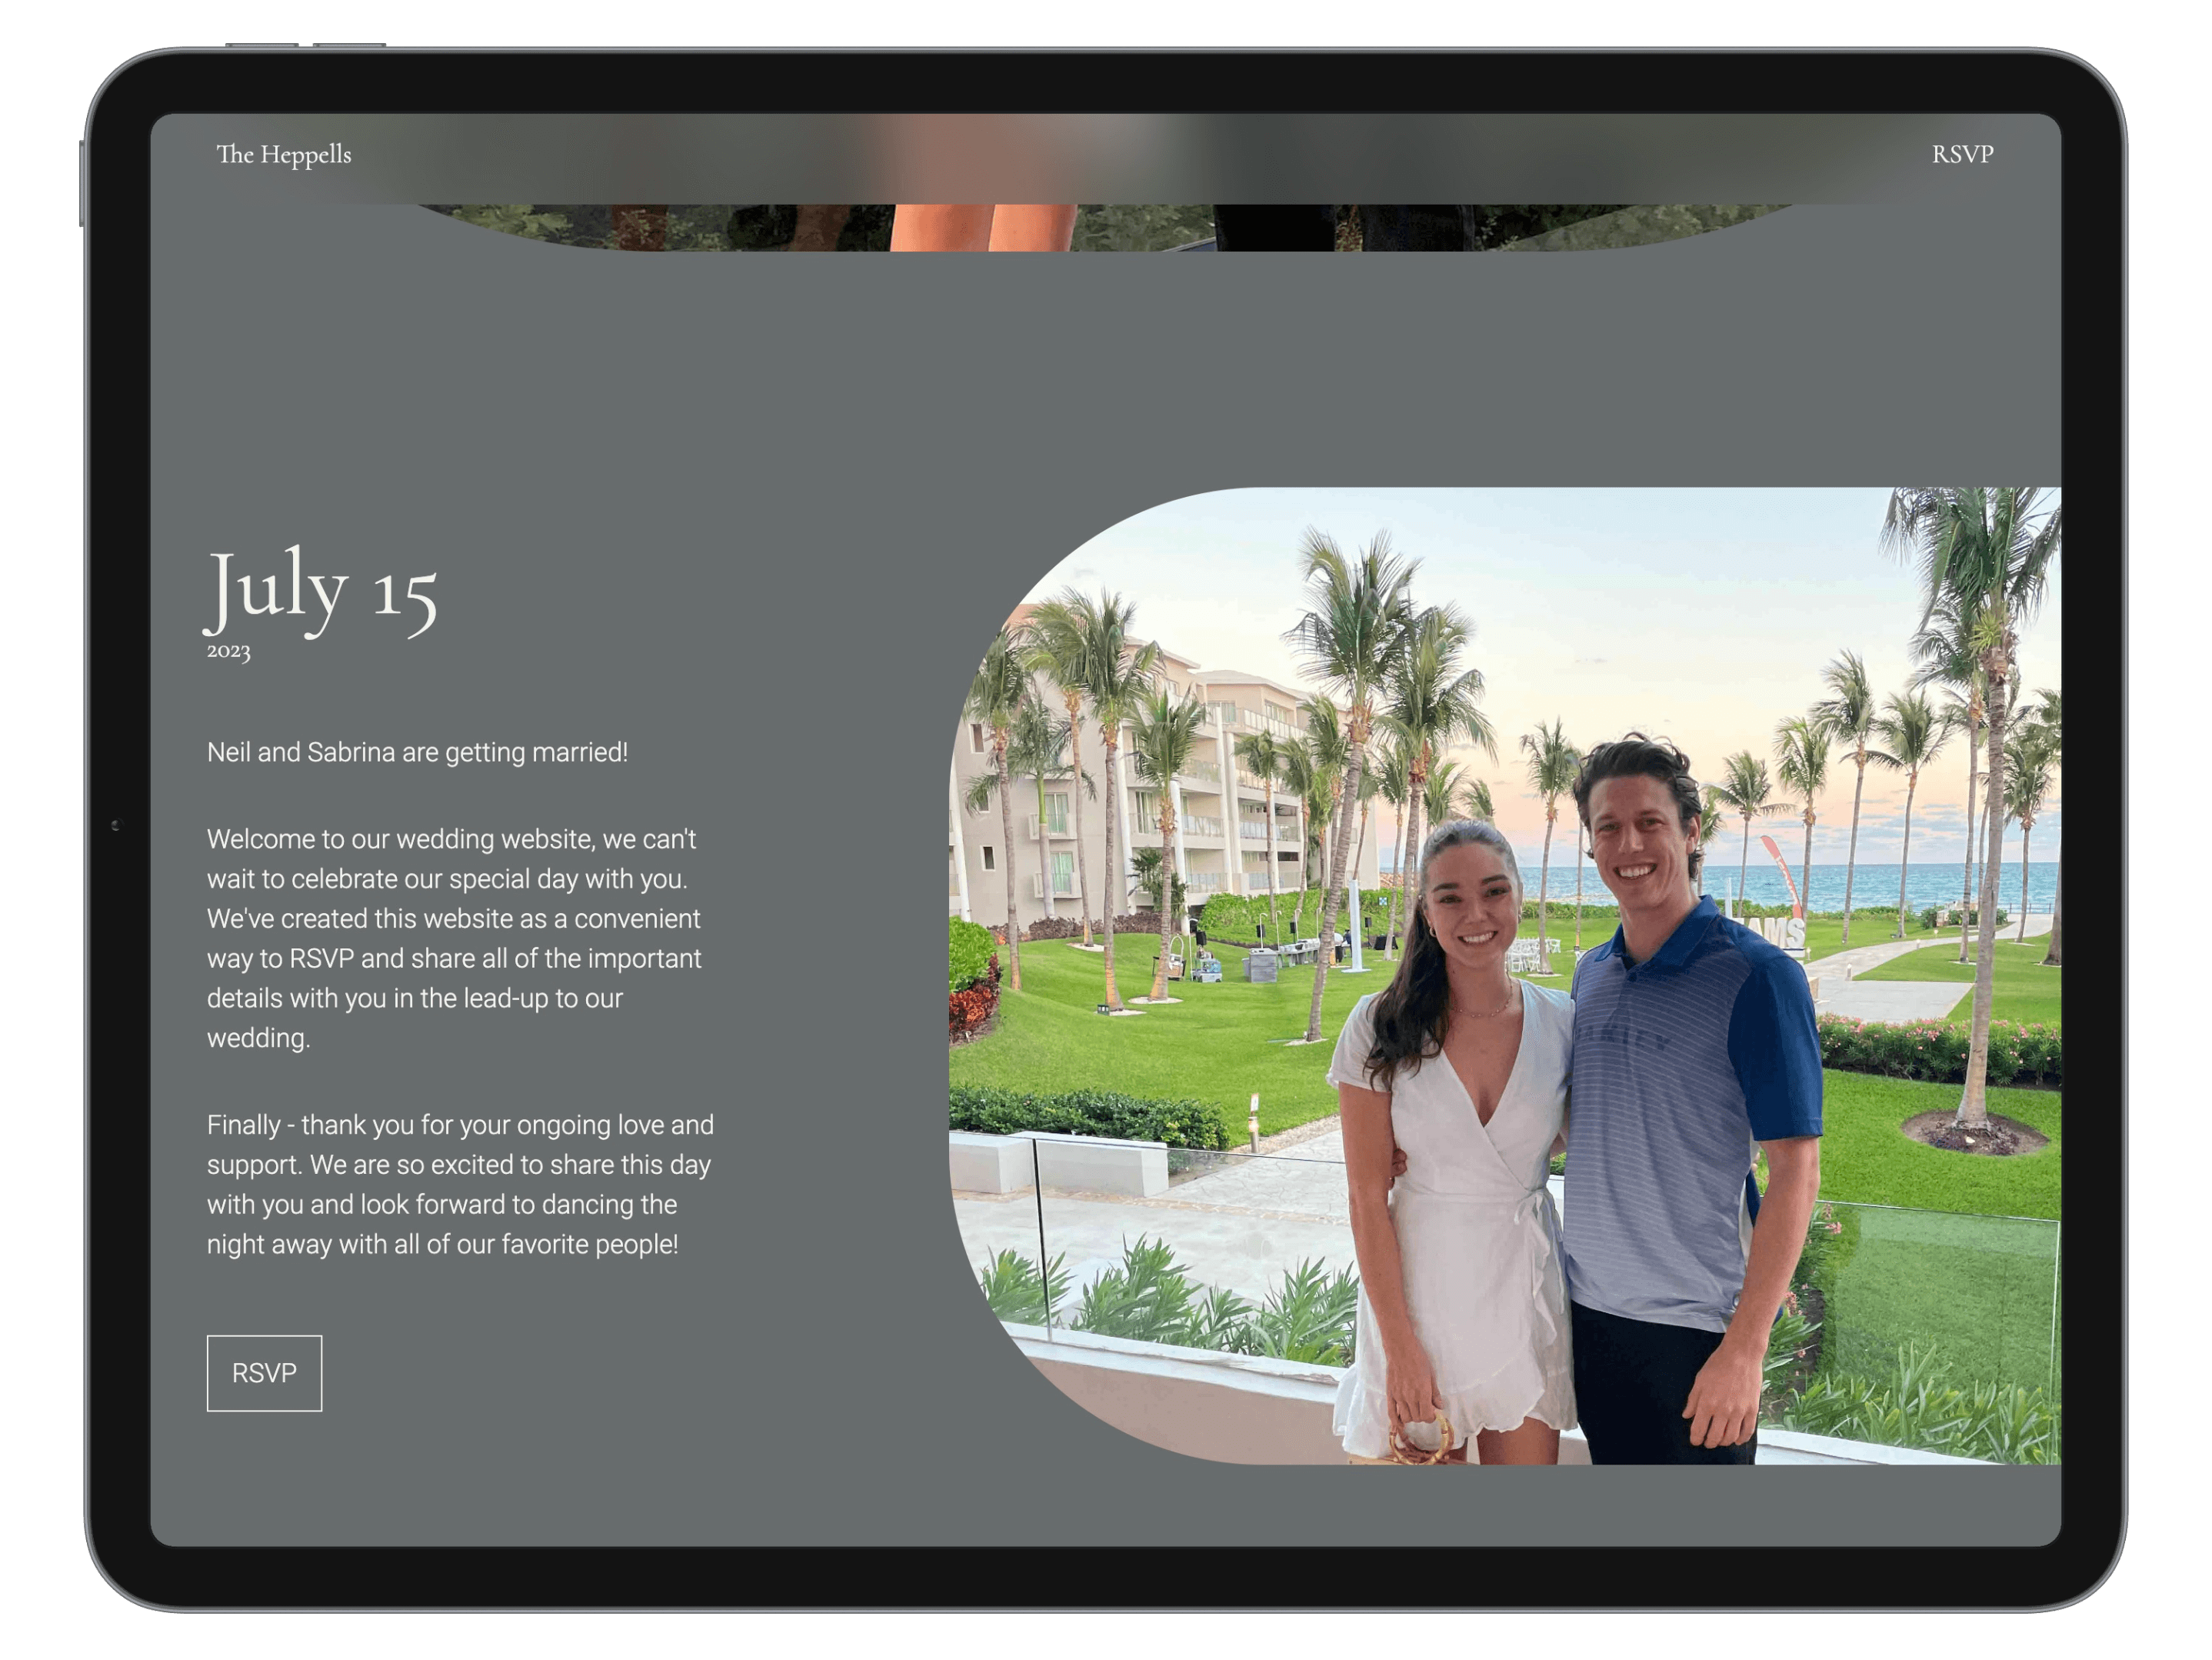 The Heppells
RSVP
July 15
2023
Neil and Sabrina are getting married!
Welcome to our wedding website, we can't
wait to celebrate our special day with you.
We've created this website as a convenient
way to RSVP and share all of the important
details with you in the lead-up to our
wedding.
Finally - thank you for your ongoing love and
support. We are so excited to share this day
with you and look forward to dancing the
night away with all of our favorite people!
RSVP